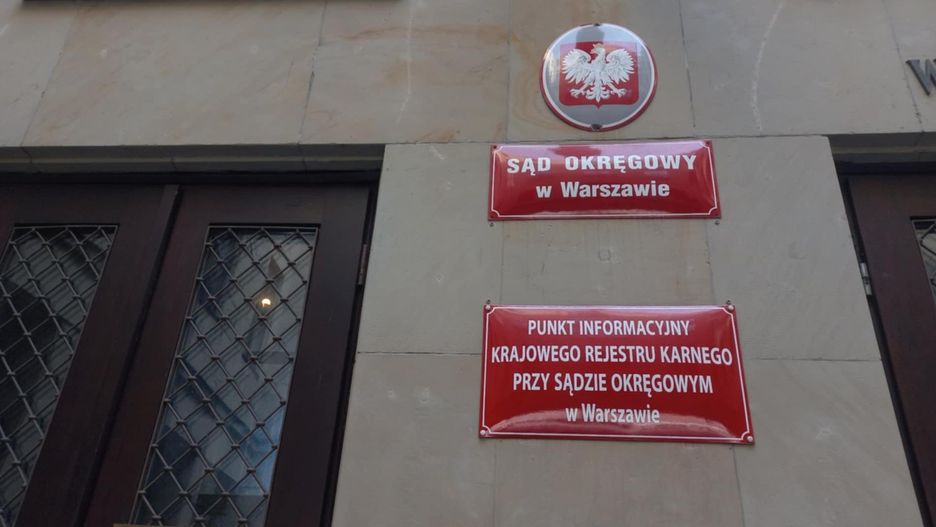 SĄD OKRĘGOWY
w Warszawie
PUNKT INFORMACYJNY
KRAJOWEGO REJESTRU KARNEGO
PRZY SĄDZIE OKRĘGOWYM
w Warszawie